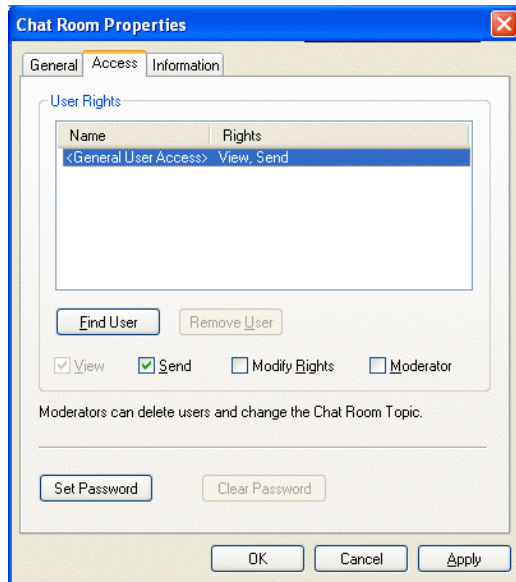 Chat Room Properties
General Access Information
User Rights
Name Rights
<General User Access> View, Send
Find User Remove User
View Send Modify Rights Moderator
Moderators can delete users and change the Chat Room Topic.
Set Password Clear Password
OK Cancel Apply